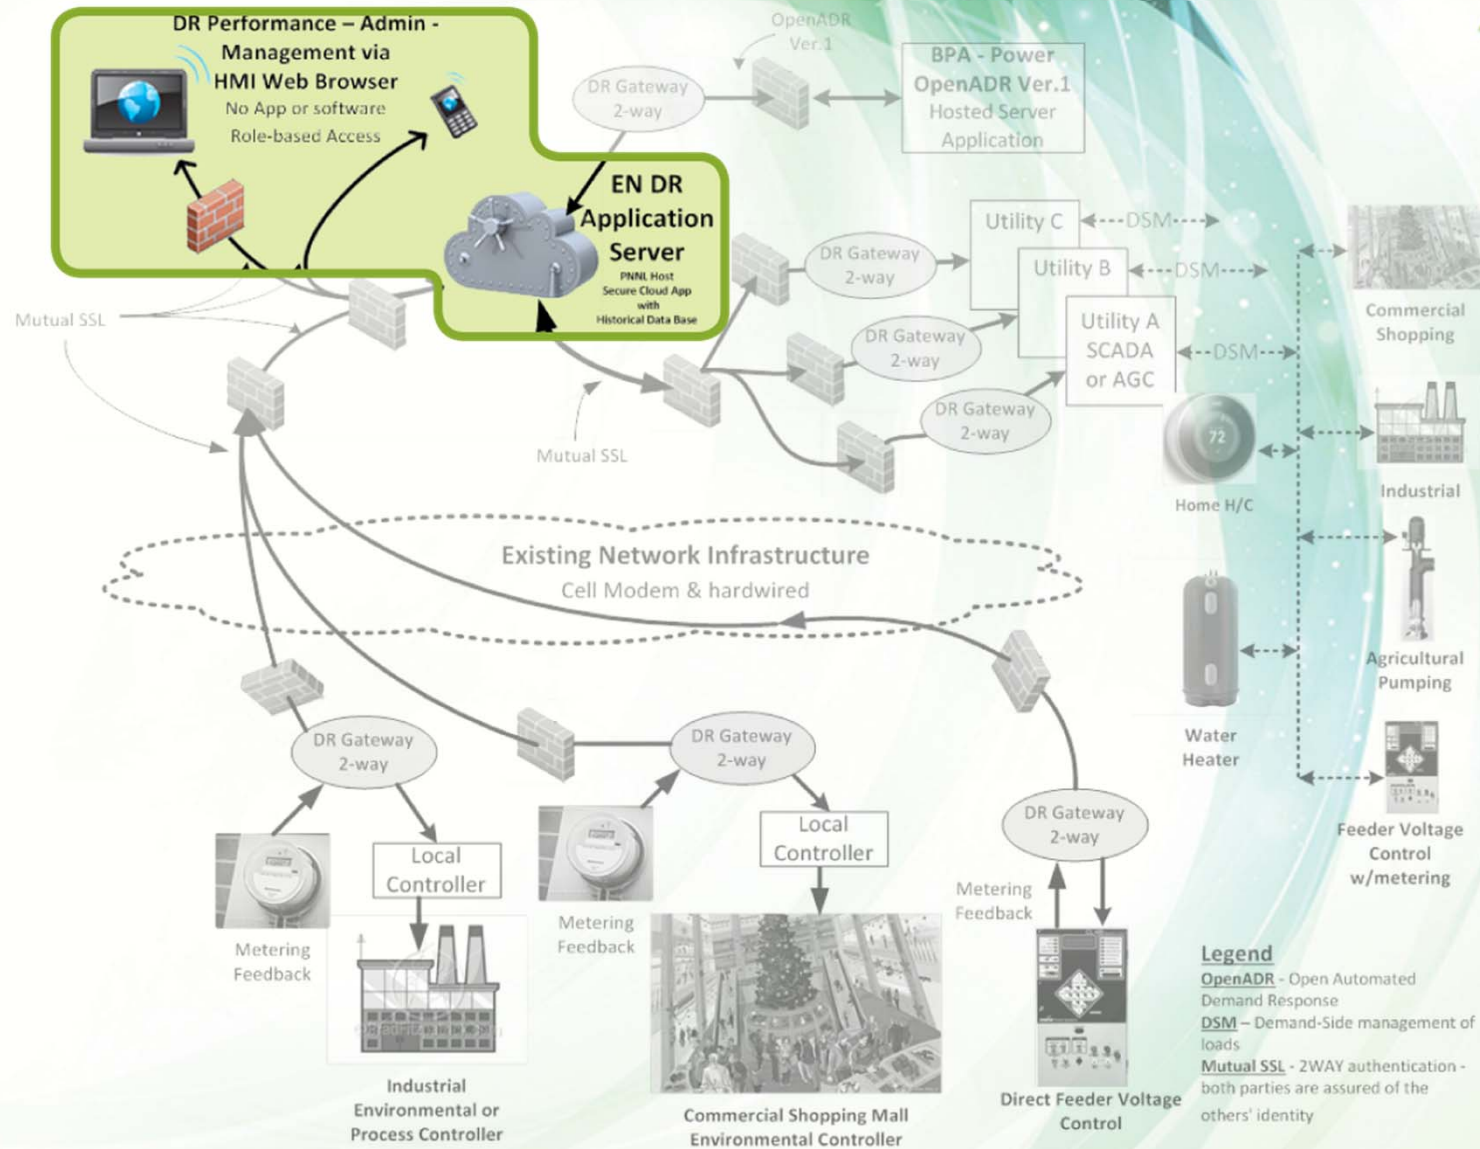 DR Performance – Admin -
Management via
HMI Web Browser
No App or software
Role-based Access
OpenADR
Ver.1
DR Gateway
2-way
BPA - Power
OpenADR Ver.1
Hosted Server
Application
EN DR
Application
Server
PNNL Host
Secure Cloud App
with
Historical Data Base
Mutual SSL
DR Gateway
2-way
DR Gateway
2-way
DR Gateway
2-way
Utility C
Utility B
Utility A
SCADA
or AGC
DSM
DSM
DSM
Mutual SSL
Commercial
Shopping
72
Home H/C
Industrial
Existing Network Infrastructure
Cell Modem & hardwired
Agricultural
Pumping
Water
Heater
Feeder Voltage
Control
w/metering
DR Gateway
2-way
Local
Controller
Metering
Feedback
Industrial
Environmental or
Process Controller
DR Gateway
2-way
Local
Controller
Metering
Feedback
Commercial Shopping Mall
Environmental Controller
DR Gateway
2-way
Metering
Feedback
Direct Feeder Voltage
Control
Legend
OpenADR - Open Automated
Demand Response
DSM – Demand-Side management of
loads
Mutual SSL - 2WAY authentication -
both parties are assured of the
others' identity